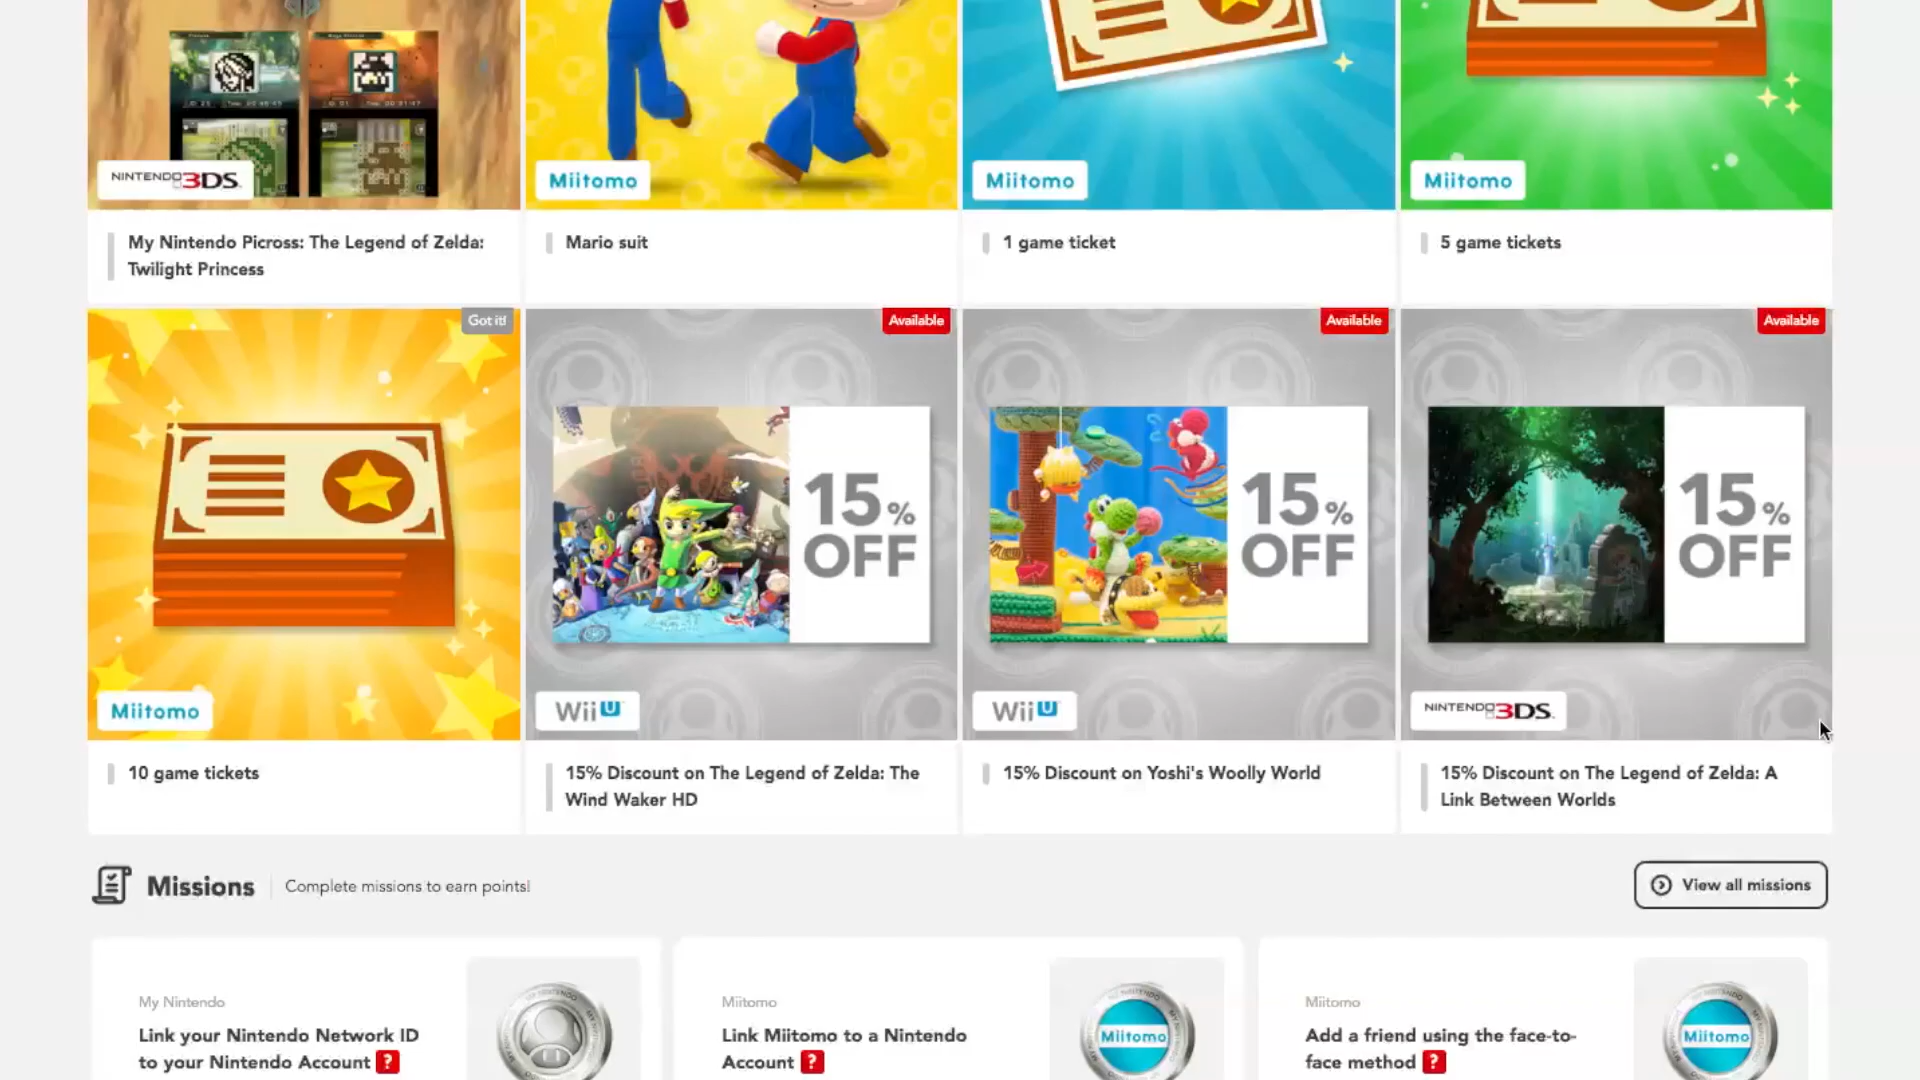 NINTENDO 3DS
Miitomo
Miitomo
Miitomo
My Nintendo Picross: The Legend of Zelda:
Twilight Princess
Mario suit
1 game ticket
5 game tickets
Got it!
Available
Available
Available
15%
OFF
15%
OFF
15%
OFF
Miitomo
Wii U
Wii U
NINTENDO 3DS
10 game tickets
15% Discount on The Legend of Zelda: The
Wind Waker HD
15% Discount on Yoshi's Woolly World
15% Discount on The Legend of Zelda: A
Link Between Worlds
Missions
Complete missions to earn points!
View all missions
My Nintendo
Link your Nintendo Network ID
to your Nintendo Account ?
Miitomo
Link Miitomo to a Nintendo
Account ?
Miitomo
Miitomo
Add a friend using the face-to-
face method ?
Miitomo